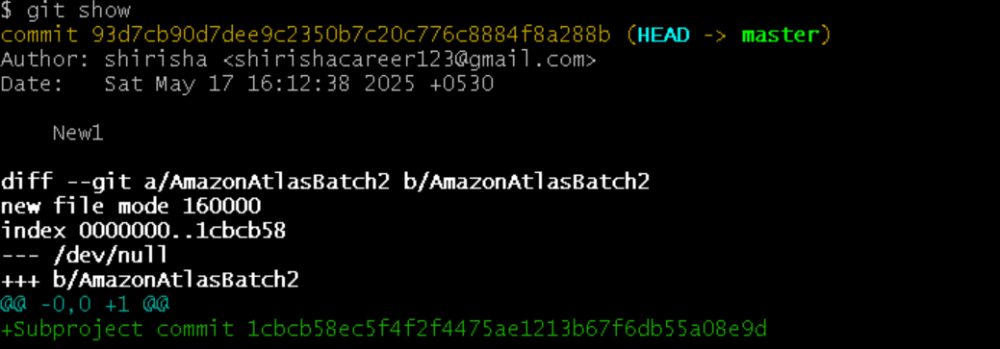 $ git show
commit 93d7cb90d7dee9c2350b7c20c776c8884f8a288b (HEAD -> master)
Author: shirisha <shirishacareer123@gmail.com>
Date:   Sat May 17 16:12:38 2025 +0530
    New1
diff --git a/AmazonAtlasBatch2 b/AmazonAtlasBatch2
new file mode 160000
index 0000000..1cbcb58
--- /dev/null
+++ b/AmazonAtlasBatch2
@@ -0,0 +1 @@
+Subproject commit 1cbcb58ec5f4f2f4475ae1213b67f6db55a08e9d